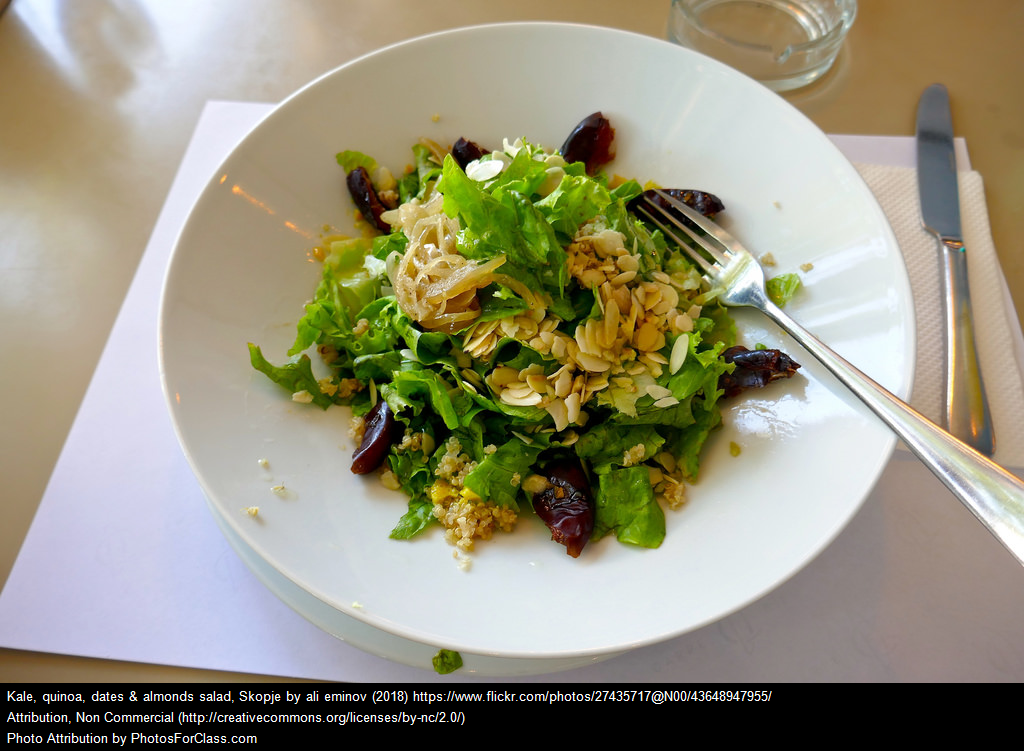 Kale, quinoa, dates & almonds salad, Skopje by ali eminov (2018) https://www.flickr.com/photos/27435717@N00/43648947955/
Attribution, Non Commercial (http://creativecommons.org/licenses/by-nc/2.0/)
Photo Attribution by PhotosForClass.com